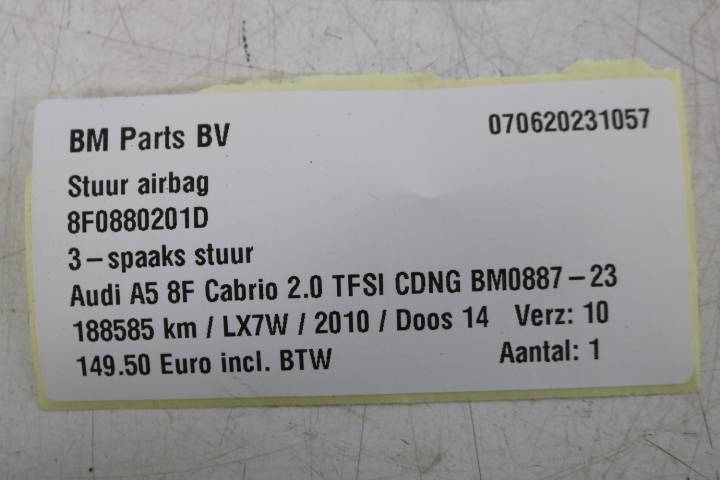 BM Parts BV 070620231057
Stuur airbag
8F0880201D
3-spaaks stuur
Audi A5 8F Cabrio 2.0 TFSI CDNG BM0887-23
188585 km / LX7W / 2010 / Doos 14 Verz: 10
149.50 Euro incl. BTW Aantal: 1